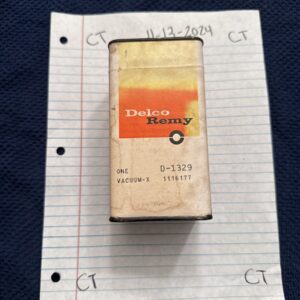 CT 11-13-2024 CT
Delco
Remy
ONE D-1329
VACUUM-X 1116177
CT CT